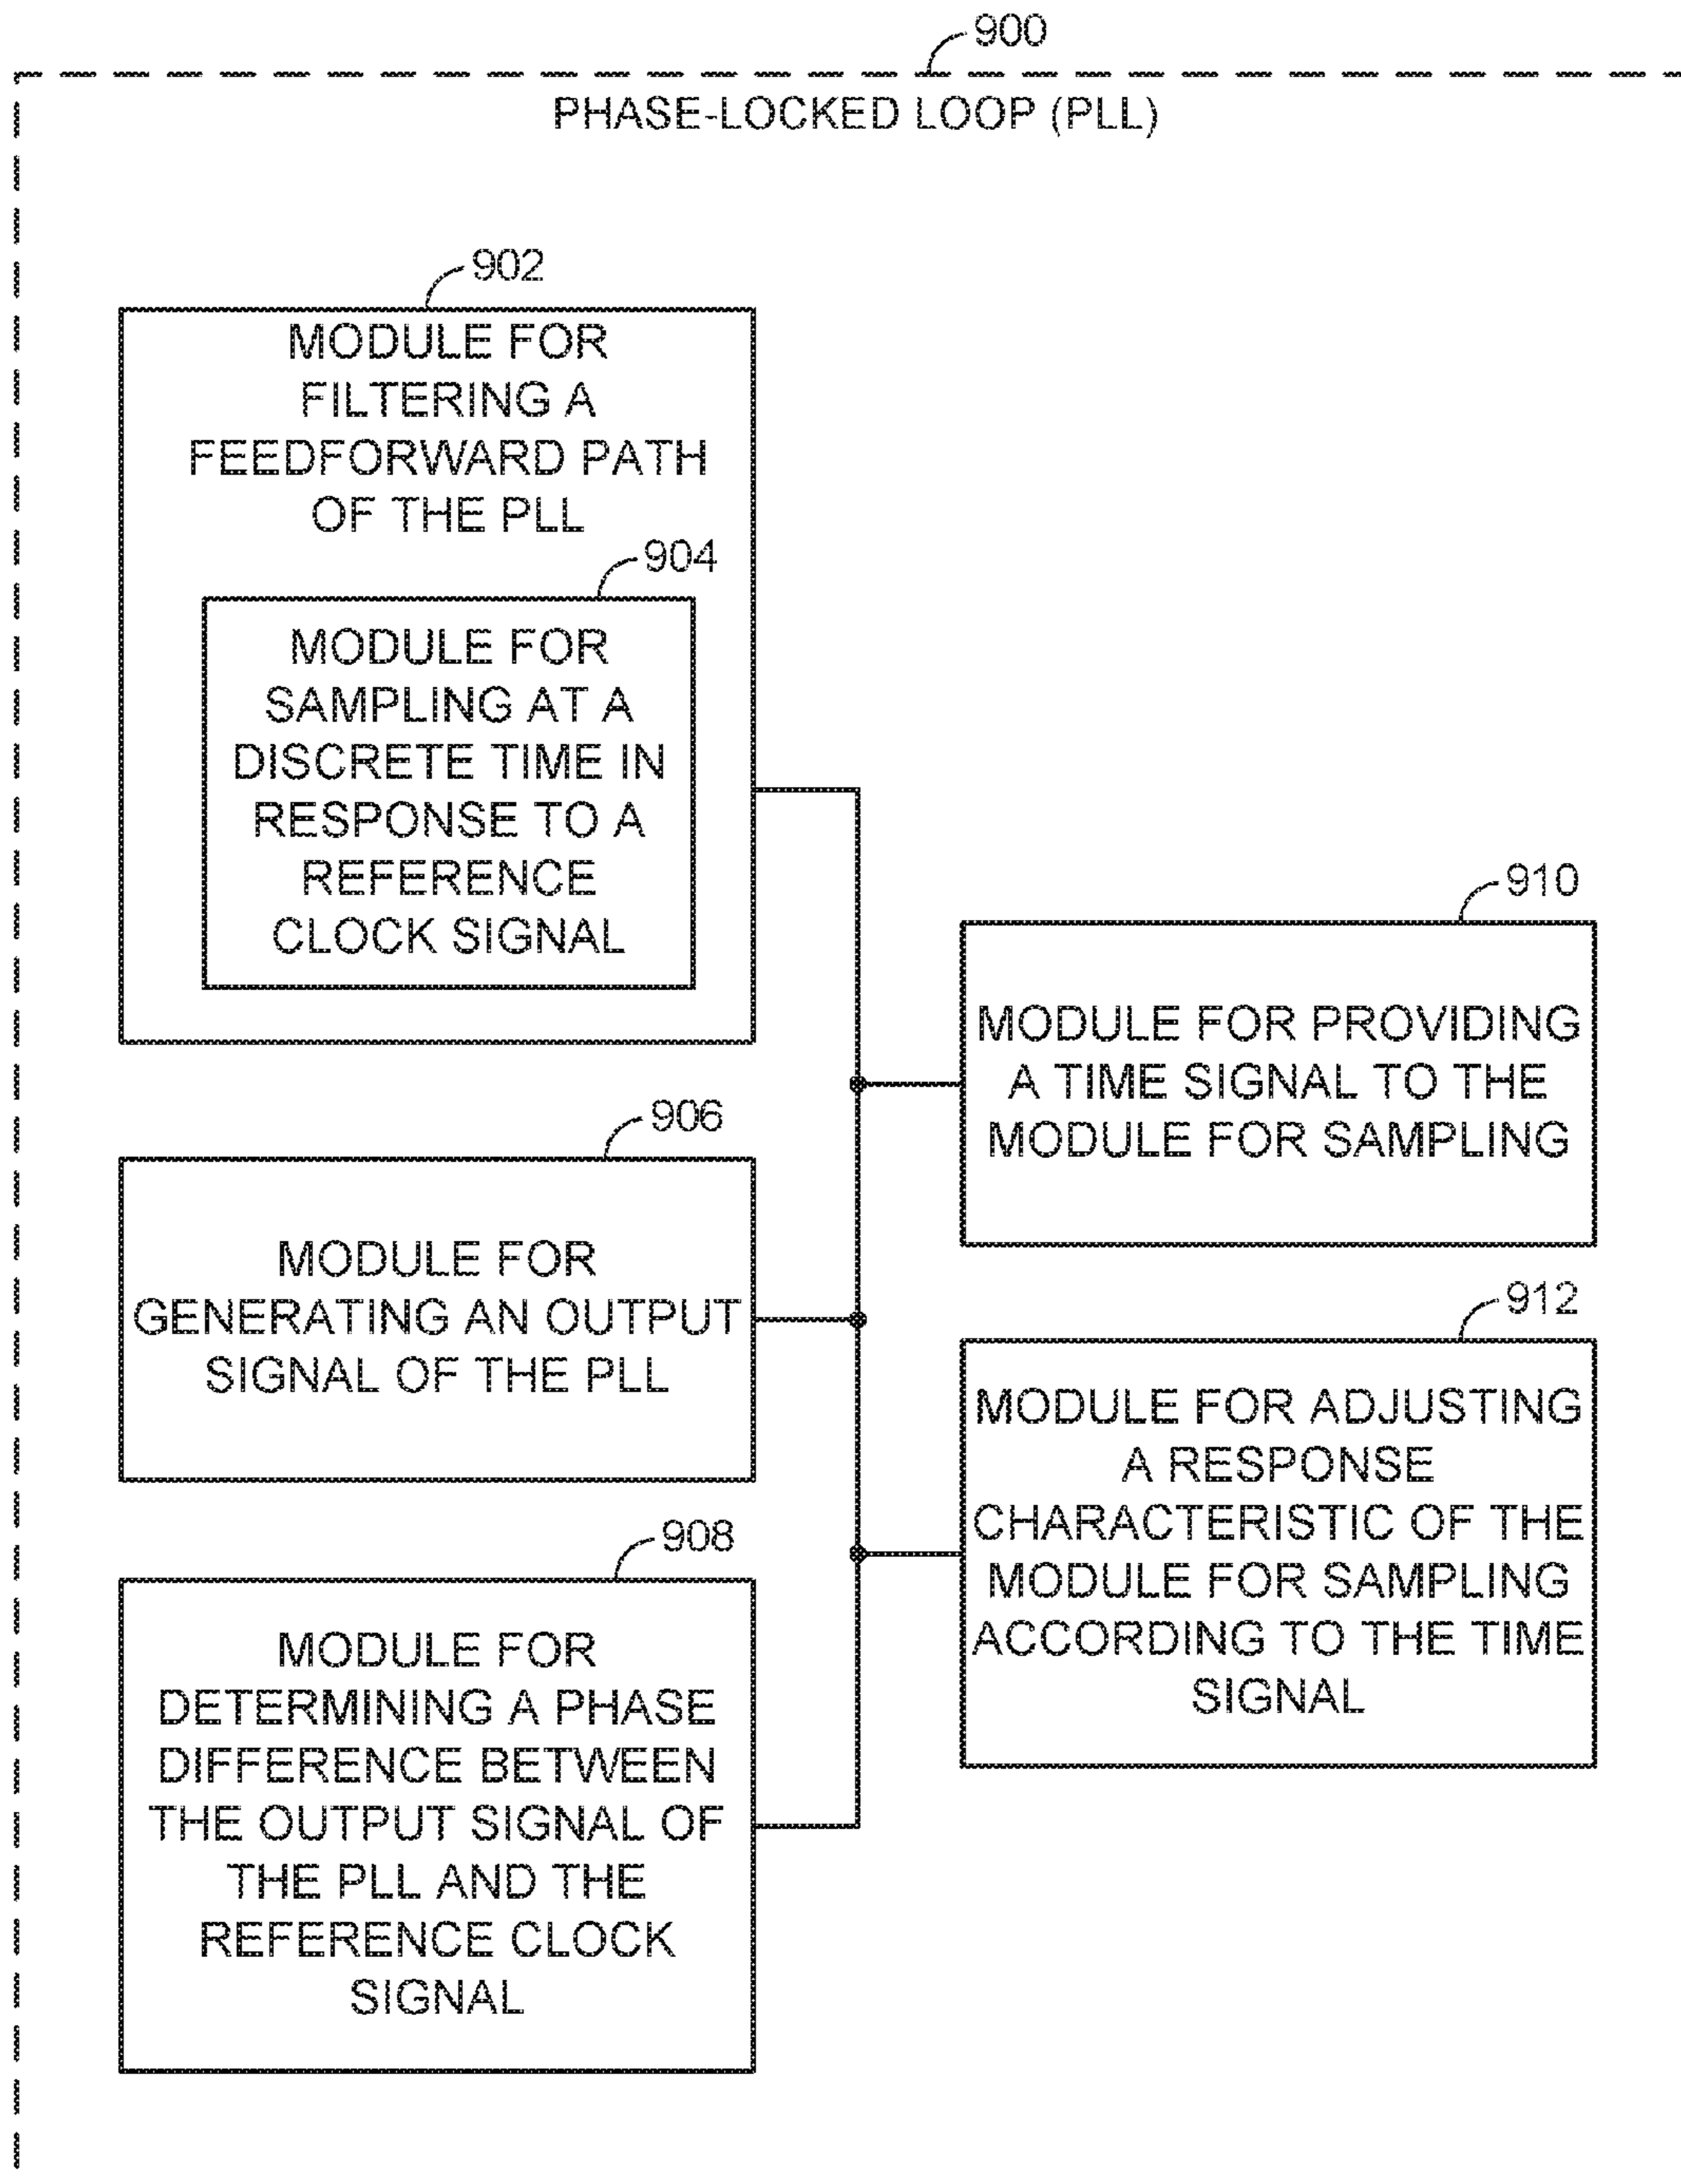 900
PHASE-LOCKED LOOP (PLL)
902
MODULE FOR
FILTERING A
FEEDFORWARD PATH
OF THE PLL
904
MODULE FOR
SAMPLING AT A
DISCRETE TIME IN
RESPONSE TO A
REFERENCE
CLOCK SIGNAL
906
MODULE FOR
GENERATING AN OUTPUT
SIGNAL OF THE PLL
908
MODULE FOR
DETERMINING A PHASE
DIFFERENCE BETWEEN
THE OUTPUT SIGNAL OF
THE PLL AND THE
REFERENCE CLOCK
SIGNAL
910
MODULE FOR PROVIDING
A TIME SIGNAL TO THE
MODULE FOR SAMPLING
912
MODULE FOR ADJUSTING
A RESPONSE
CHARACTERISTIC OF THE
MODULE FOR SAMPLING
ACCORDING TO THE TIME
SIGNAL